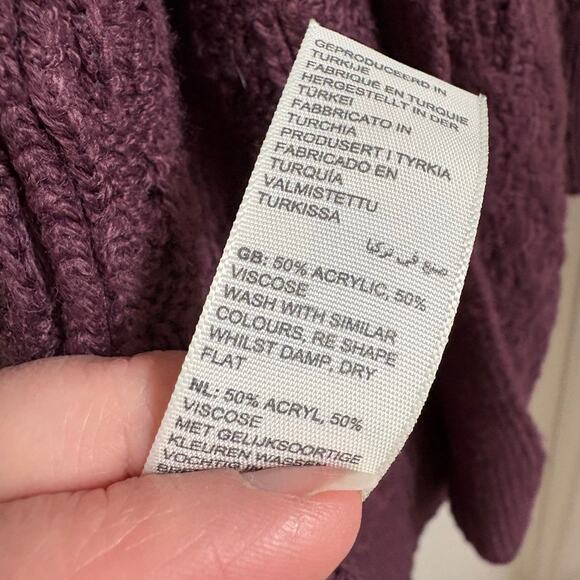 GEPRODUCEERD IN
TURKIJE
FABRIQUÉ EN TURQUIE
HERGESTELLT IN DER
TÜRKEI
FABBRICATO IN
TURCHIA
PRODUSERT I TYRKIA
FABRICADO EN
TURQUÍA
VALMISTETTU
TURKISSA
صنع في تركيا
GB: 50% ACRYLIC, 50%
VISCOSE
WASH WITH SIMILAR
COLOURS, RE SHAPE
WHILST DAMP, DRY
FLAT
NL: 50% ACRYL, 50%
VISCOSE
MET GELIJKSOORTIGE
KLEUREN